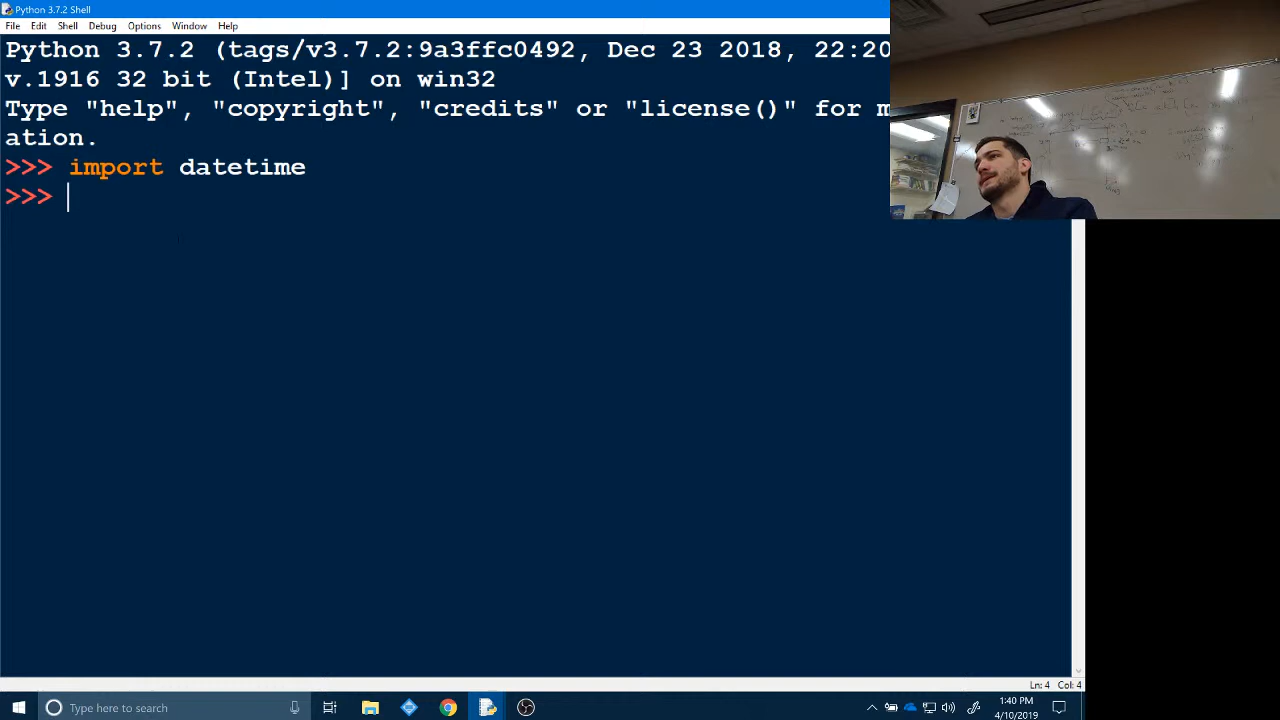 Python 3.7.2 Shell
File Edit Shell Debug Options Window Help
Python 3.7.2 (tags/v3.7.2:9a3ffc0492, Dec 23 2018, 22:20
v.1916 32 bit (Intel)] on win32
Type "help", "copyright", "credits" or "license()" for m
ation.
>>> import datetime
>>>
Ln: 4 Col: 4
Type here to search
1:40 PM
4/10/2019